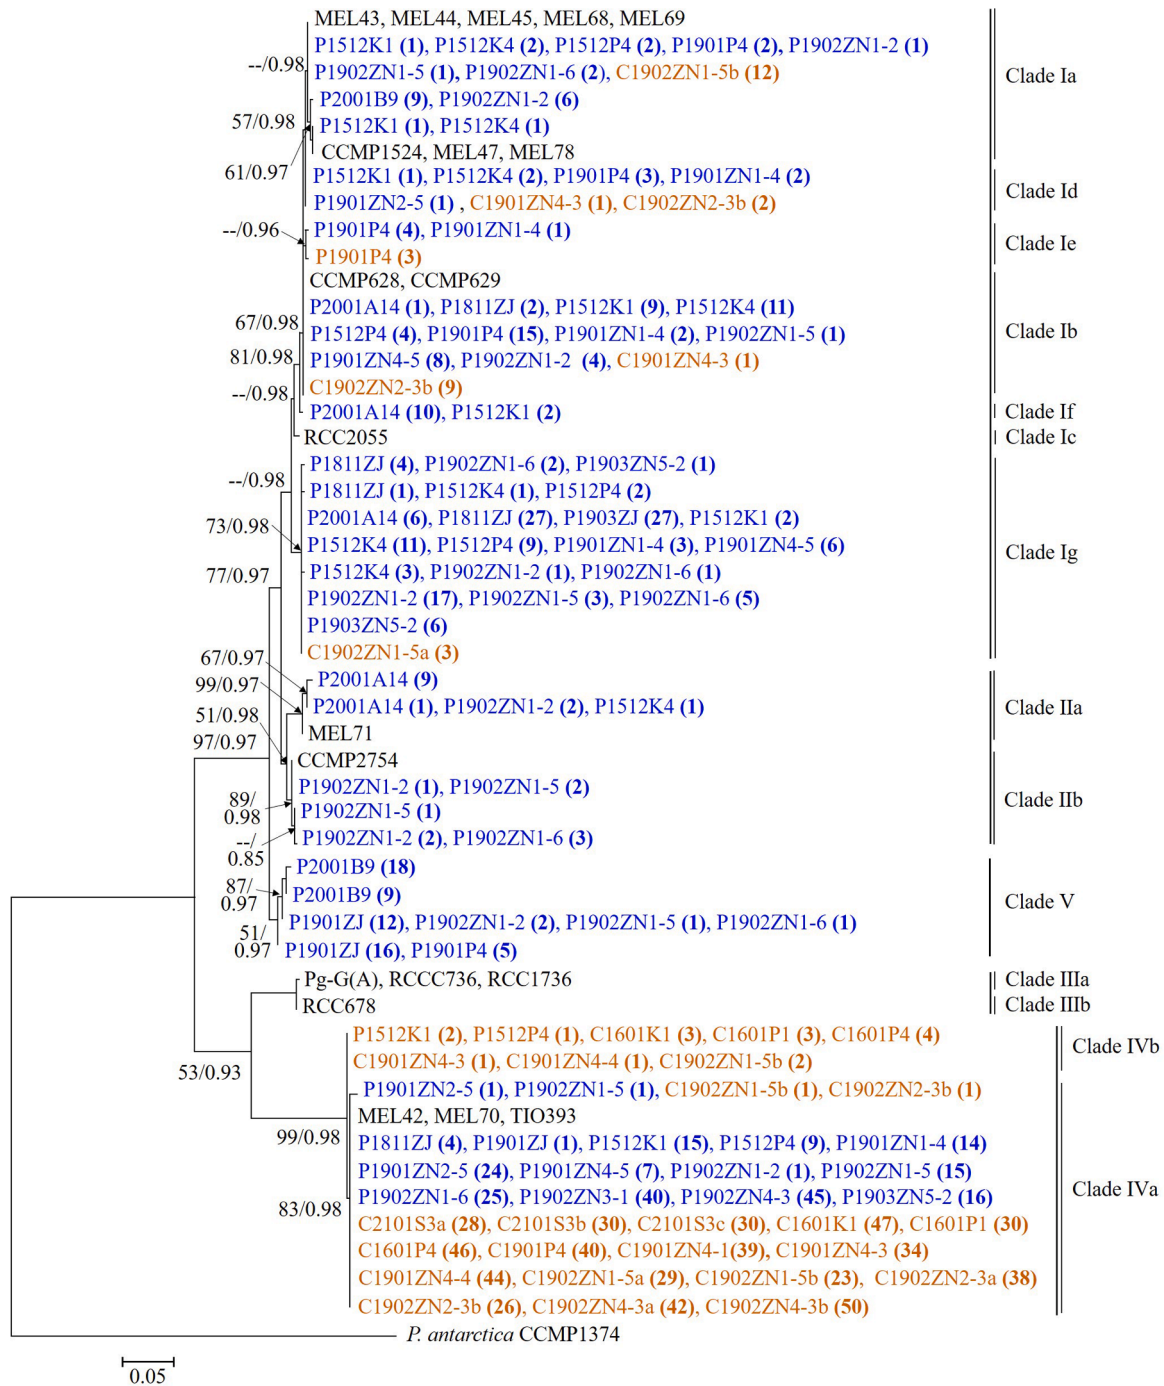 MEL43, MEL44, MEL45, MEL68, MEL69
P1512K1 (1), P1512K4 (2), P1512P4 (2), P1901P4 (2), P1902ZN1-2 (1)
--/0.98
P1902ZN1-5 (1), P1902ZN1-6 (2), C1902ZN1-5b (12)
Clade Ia
P2001B9 (9), P1902ZN1-2 (6)
57/0.98
P1512K1 (1), P1512K4 (1)
CCMP1524, MEL47, MEL78
61/0.97
P1512K1 (1), P1512K4 (2), P1901P4 (3), P1901ZN1-4 (2)
Clade Id
P1901ZN2-5 (1) , C1901ZN4-3 (1), C1902ZN2-3b (2)
--/0.96
P1901P4 (4), P1901ZN1-4 (1)
Clade Ie
P1901P4 (3)
CCMP628, CCMP629
P2001A14 (1), P1811ZJ (2), P1512K1 (9), P1512K4 (11)
67/0.98
P1512P4 (4), P1901P4 (15), P1901ZN1-4 (2), P1902ZN1-5 (1)
Clade Ib
81/0.98
P1901ZN4-5 (8), P1902ZN1-2 (4), C1901ZN4-3 (1)
--/0.98
C1902ZN2-3b (9)
P2001A14 (10), P1512K1 (2)
Clade If
RCC2055
Clade Ic
P1811ZJ (4), P1902ZN1-6 (2), P1903ZN5-2 (1)
--/0.98
P1811ZJ (1), P1512K4 (1), P1512P4 (2)
P2001A14 (6), P1811ZJ (27), P1903ZJ (27), P1512K1 (2)
73/0.98
P1512K4 (11), P1512P4 (9), P1901ZN1-4 (3), P1901ZN4-5 (6)
Clade Ig
77/0.97
P1512K4 (3), P1902ZN1-2 (1), P1902ZN1-6 (1)
P1902ZN1-2 (17), P1902ZN1-5 (3), P1902ZN1-6 (5)
P1903ZN5-2 (6)
C1902ZN1-5a (3)
67/0.97
P2001A14 (9)
99/0.97
P2001A14 (1), P1902ZN1-2 (2), P1512K4 (1)
Clade IIa
51/0.98
MEL71
97/0.97
CCMP2754
P1902ZN1-2 (1), P1902ZN1-5 (2)
89/
0.98
Clade IIb
P1902ZN1-5 (1)
P1902ZN1-2 (2), P1902ZN1-6 (3)
--/
0.85
P2001B9 (18)
87/
0.97
P2001B9 (9)
Clade V
P1901ZJ (12), P1902ZN1-2 (2), P1902ZN1-5 (1), P1902ZN1-6 (1)
51/
0.97
P1901ZJ (16), P1901P4 (5)
Pg-G(A), RCCC736, RCC1736
Clade IIIa
RCC678
Clade IIIb
P1512K1 (2), P1512P4 (1), C1601K1 (3), C1601P1 (3), C1601P4 (4)
Clade IVb
C1901ZN4-3 (1), C1901ZN4-4 (1), C1902ZN1-5b (2)
53/0.93
P1901ZN2-5 (1), P1902ZN1-5 (1), C1902ZN1-5b (1), C1902ZN2-3b (1)
MEL42, MEL70, TIO393
99/0.98
P1811ZJ (4), P1901ZJ (1), P1512K1 (15), P1512P4 (9), P1901ZN1-4 (14)
P1901ZN2-5 (24), P1901ZN4-5 (7), P1902ZN1-2 (1), P1902ZN1-5 (15)
Clade IVa
P1902ZN1-6 (25), P1902ZN3-1 (40), P1902ZN4-3 (45), P1903ZN5-2 (16)
83/0.98
C2101S3a (28), C2101S3b (30), C2101S3c (30), C1601K1 (47), C1601P1 (30)
C1601P4 (46), C1901P4 (40), C1901ZN4-1(39), C1901ZN4-3 (34)
C1901ZN4-4 (44), C1902ZN1-5a (29), C1902ZN1-5b (23), C1902ZN2-3a (38)
C1902ZN2-3b (26), C1902ZN4-3a (42), C1902ZN4-3b (50)
P. antarctica CCMP1374
0.05